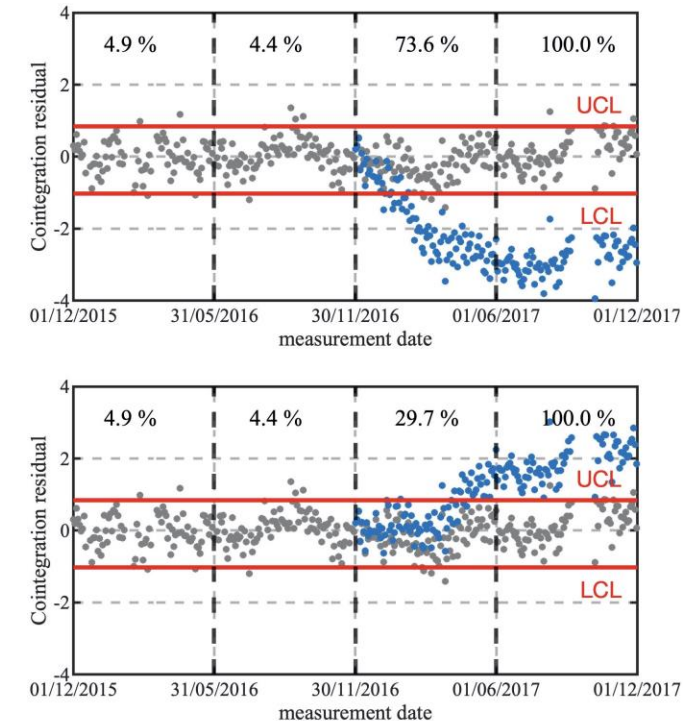 4
4.9 % 4.4 % 73.6 % 100.0 %
2
UCL
0
LCL
-2
-4
Cointegration residual
01/12/2015 31/05/2016 30/11/2016 01/06/2017 01/12/2017
measurement date
4
4.9 % 4.4 % 29.7 % 100.0 %
2
UCL
0
LCL
-2
-4
Cointegration residual
01/12/2015 31/05/2016 30/11/2016 01/06/2017 01/12/2017
measurement date